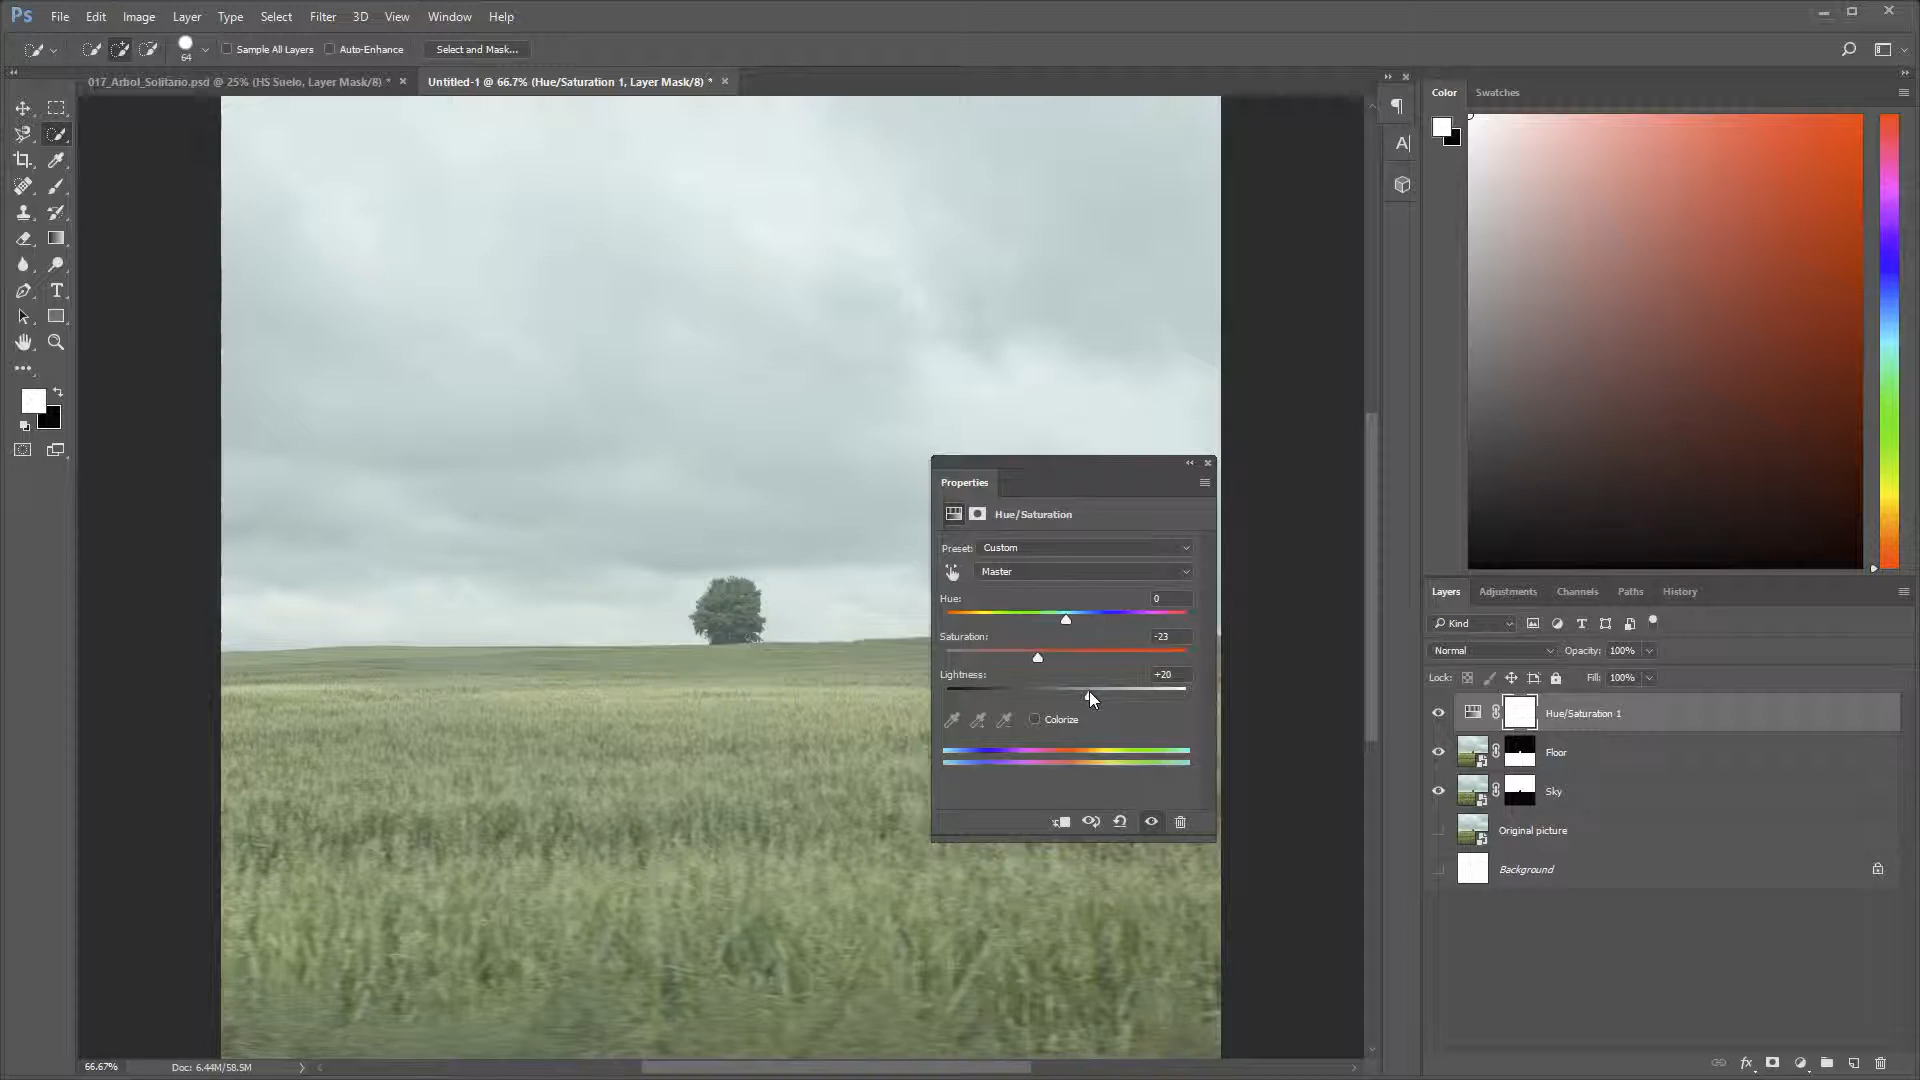 Ps File Edit Image Layer Type Select Filter 3D View Window Help
64 Sample All Layers Auto-Enhance Select and Mask...
017_Arbol_Solitario.psd @ 25% (HS Suelo, Layer Mask/8) * Untitled-1 @ 66.7% (Hue/Saturation 1, Layer Mask/8) *
Color Swatches
Properties
Hue/Saturation
Preset: Custom
Master
Hue: 0
Saturation: -23
Lightness: +20
Colorize
Layers Adjustments Channels Paths History
Kind
Normal Opacity: 100%
Lock: Fill: 100%
Hue/Saturation 1
Floor
Sky
Original picture
Background
66.67% Doc: 6.44M/58.5M